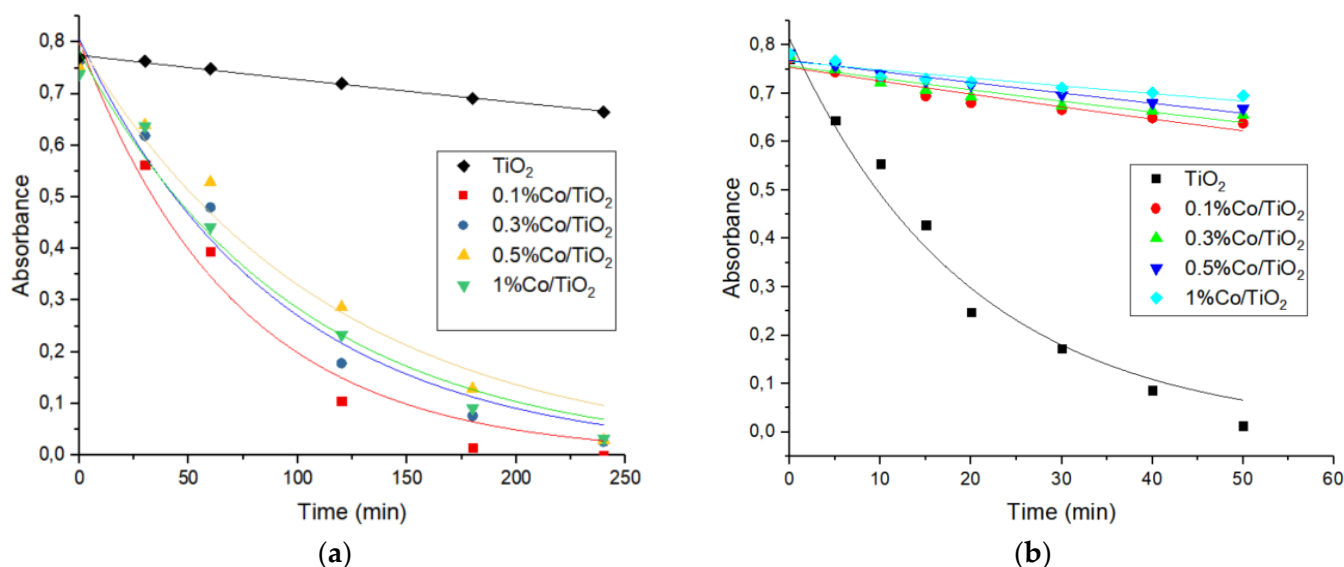 0,8
0,7
0,6
0,5
0,4
0,3
0,2
0,1
0,0
Absorbance
0
50
100
150
200
250
Time (min)
TiO₂
0.1%Co/TiO₂
0.3%Co/TiO₂
0.5%Co/TiO₂
1%Co/TiO₂
(a)
0,8
0,7
0,6
0,5
0,4
0,3
0,2
0,1
0,0
Absorbance
0
10
20
30
40
50
60
Time (min)
TiO₂
0.1%Co/TiO₂
0.3%Co/TiO₂
0.5%Co/TiO₂
1%Co/TiO₂
(b)